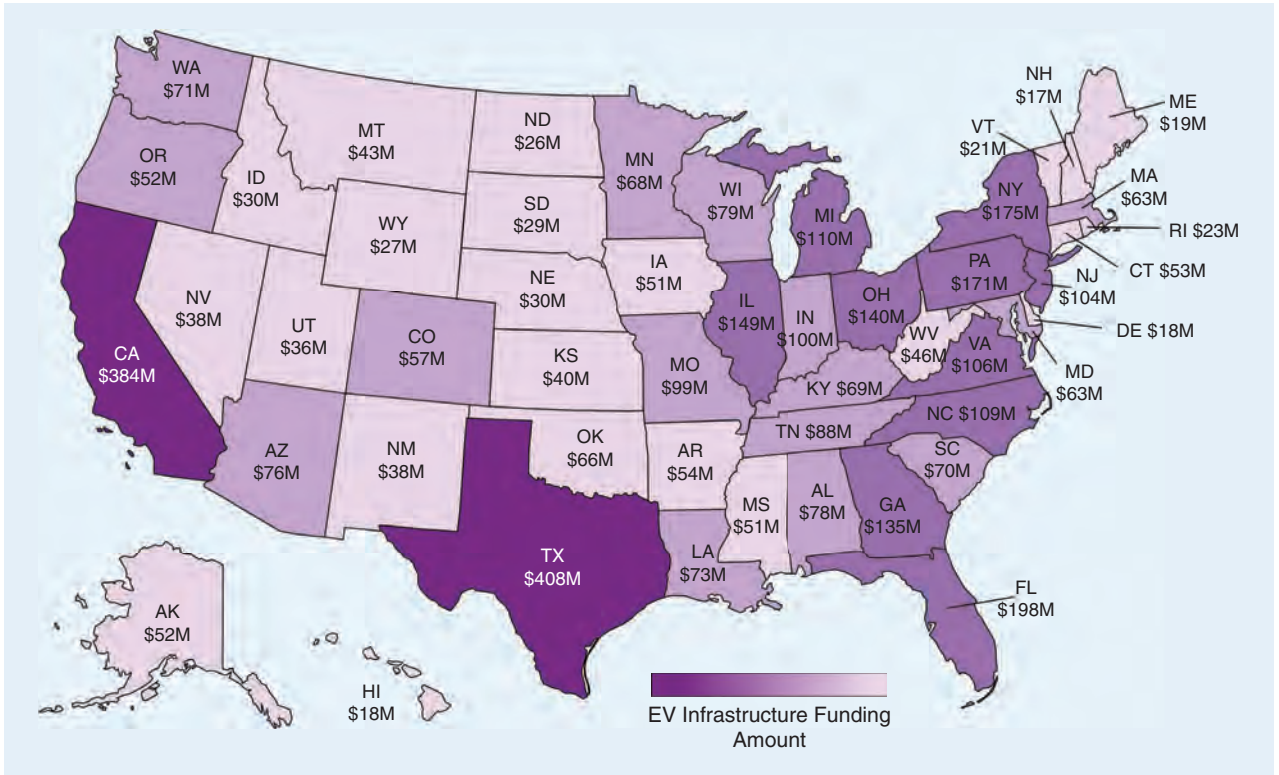 WA
$71M
OR
$52M
CA
$384M
ID
$30M
NV
$38M
MT
$43M
WY
$27M
UT
$36M
AZ
$76M
CO
$57M
NM
$38M
ND
$26M
SD
$29M
NE
$30M
KS
$40M
OK
$66M
TX
$408M
MN
$68M
IA
$51M
MO
$99M
AR
$54M
LA
$73M
WI
$79M
IL
$149M
MS
$51M
MI
$110M
IN
$100M
KY $69M
TN $88M
AL
$78M
OH
$140M
WV
$46M
VA
$106M
NC $109M
SC
$70M
GA
$135M
FL
$198M
PA
$171M
NY
$175M
VT
$21M
NH
$17M
ME
$19M
MA
$63M
RI $23M
CT $53M
NJ
$104M
DE $18M
MD
$63M
AK
$52M
HI
$18M
EV Infrastructure Funding
Amount